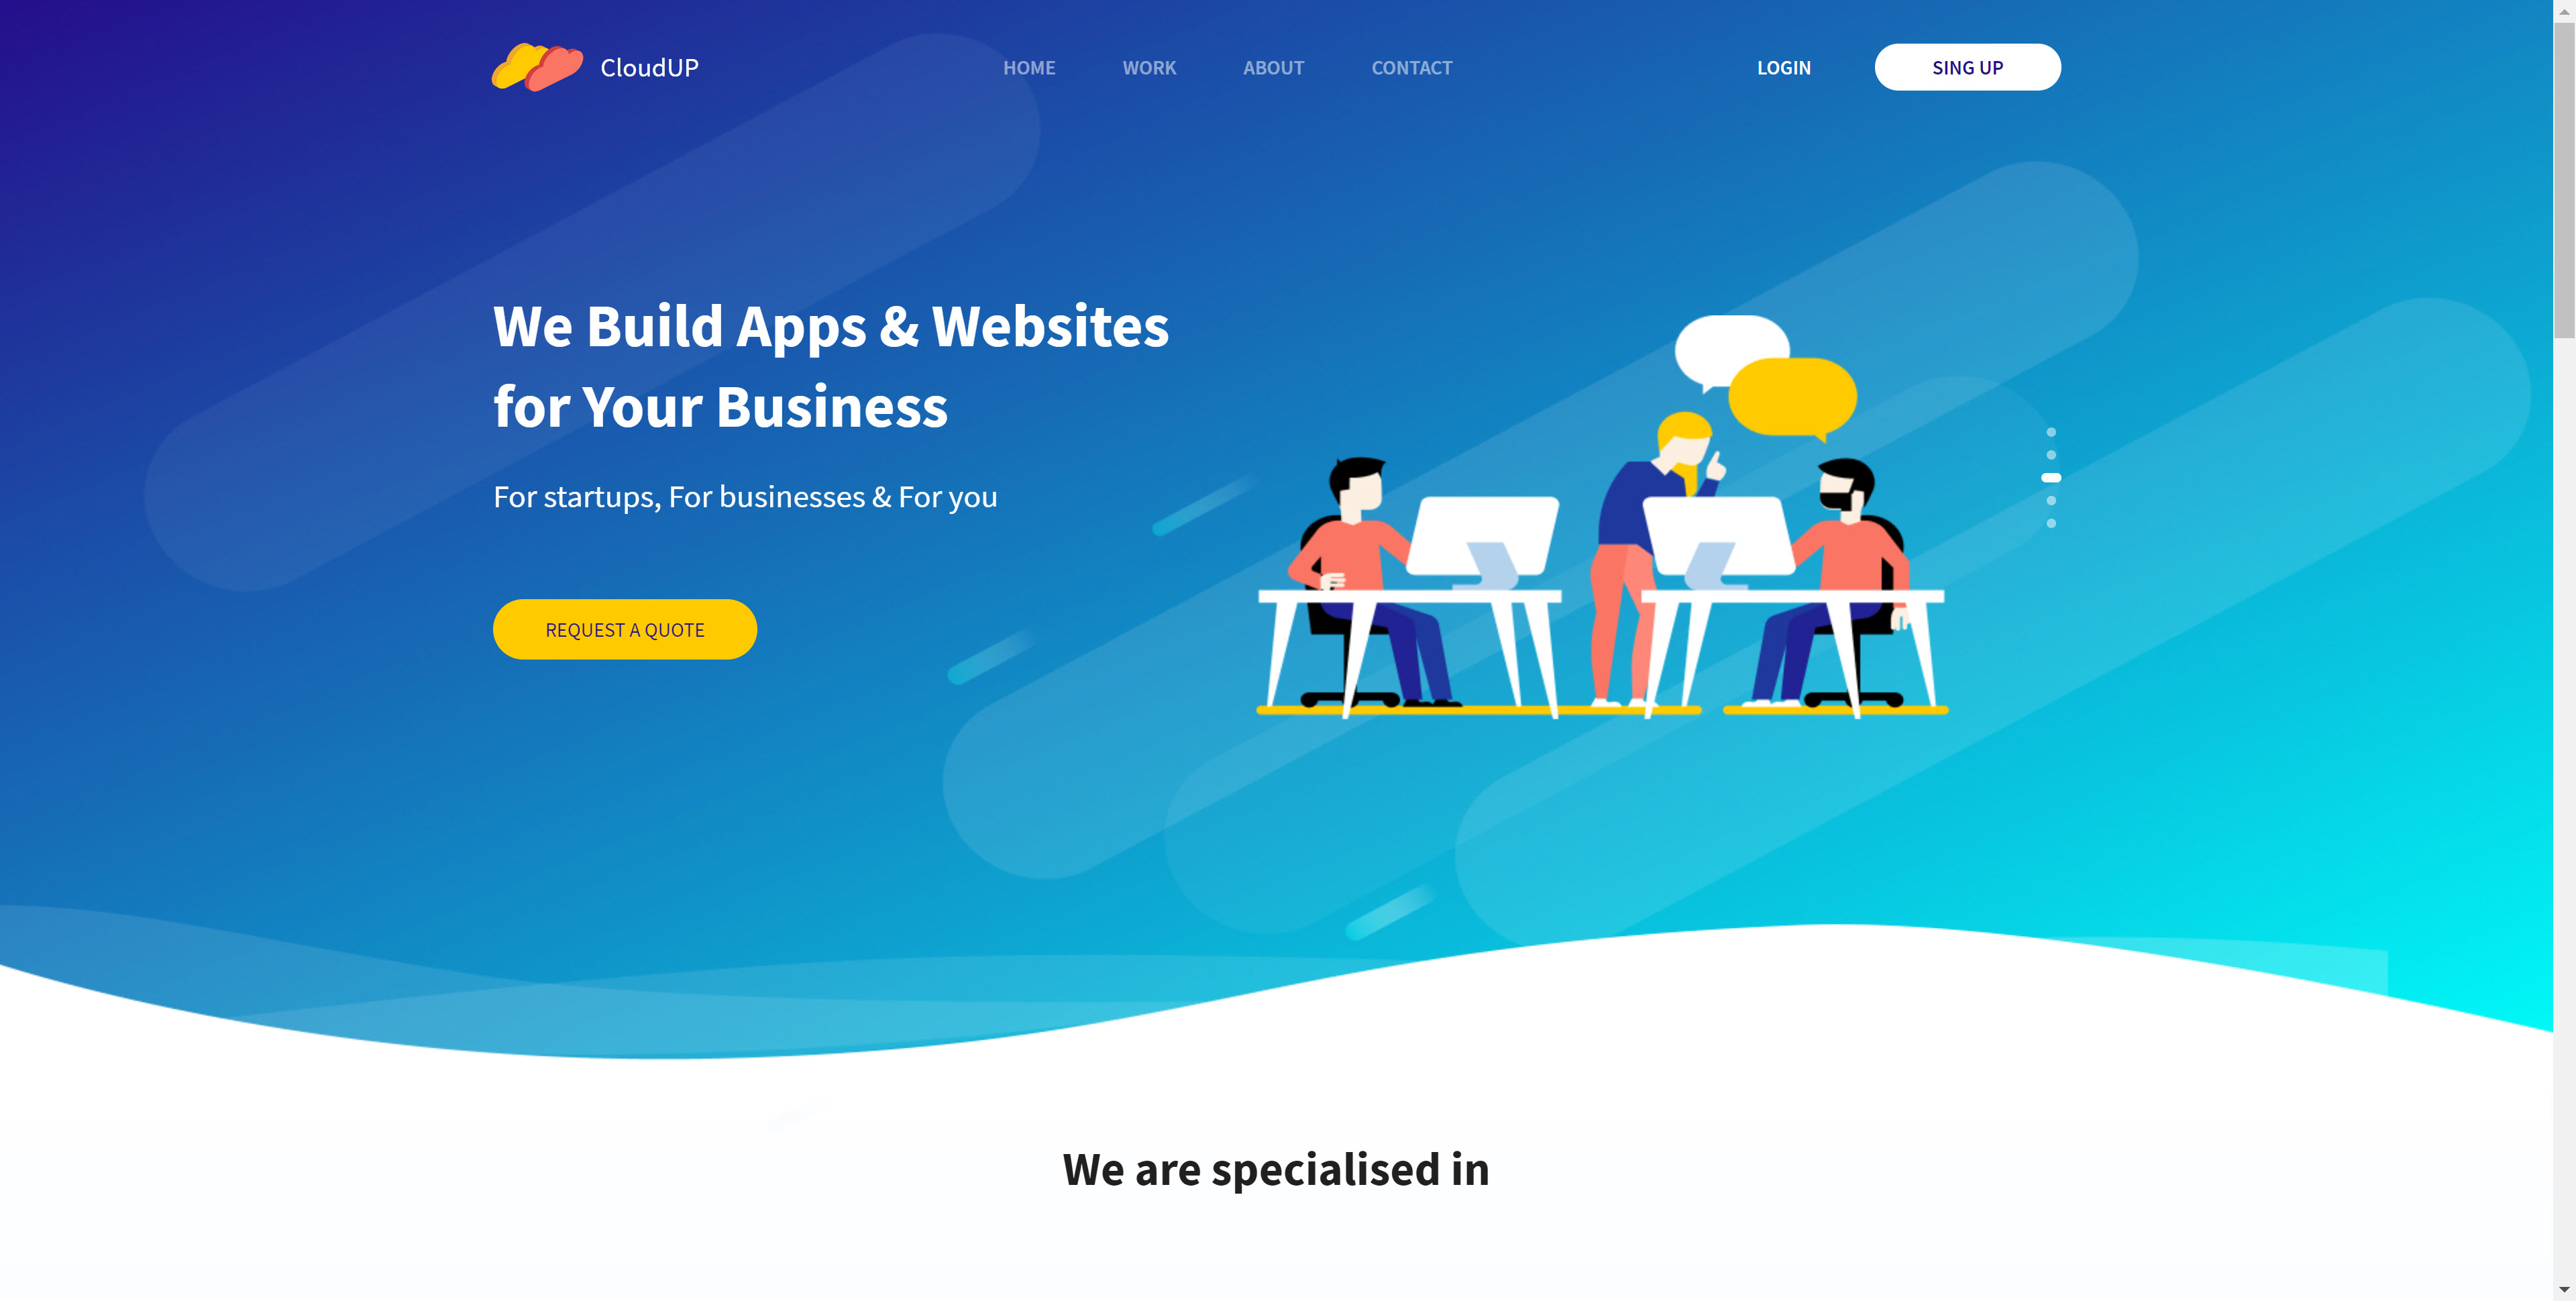 CloudUP
HOME WORK ABOUT CONTACT
LOGIN
SING UP
We Build Apps & Websites
for Your Business
For startups, For businesses & For you
REQUEST A QUOTE
We are specialised in